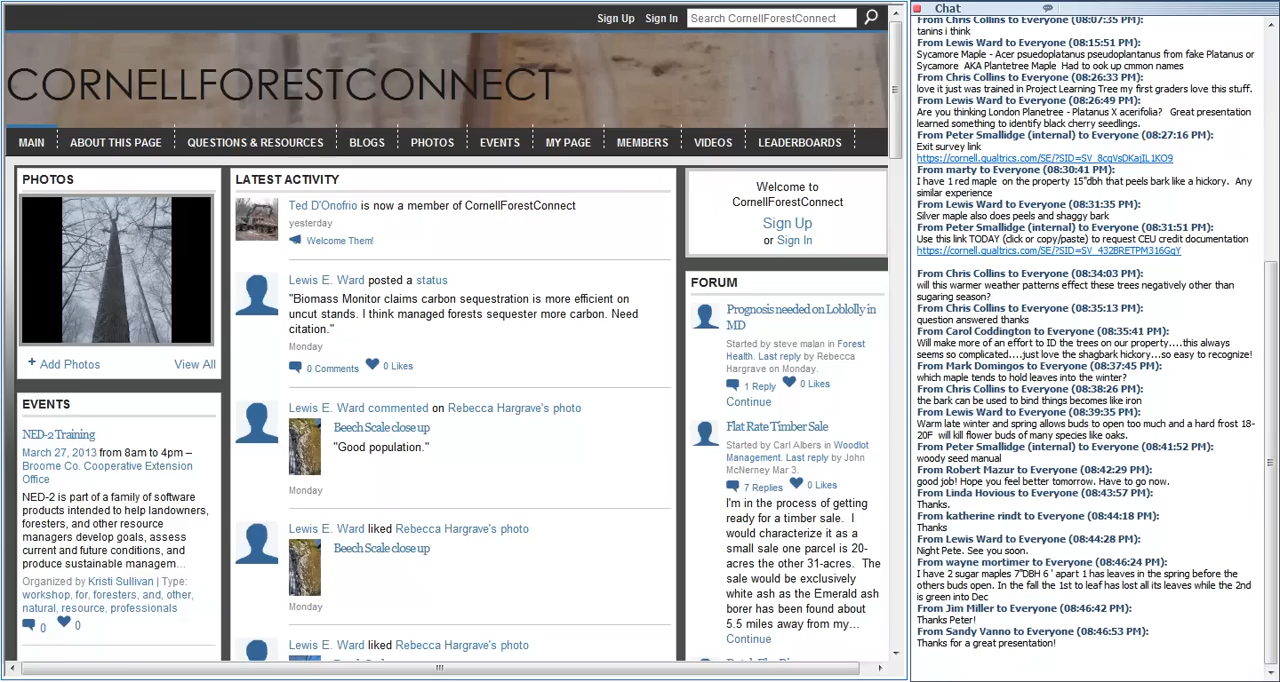 Sign Up Sign In Search CornellForestConnect
CORNELLFORESTCONNECT
MAIN ABOUT THIS PAGE QUESTIONS & RESOURCES BLOGS PHOTOS EVENTS MY PAGE MEMBERS VIDEOS LEADERBOARDS
PHOTOS
+ Add Photos View All
EVENTS
NED-2 Training
March 27, 2013 from 8am to 4pm –
Broome Co. Cooperative Extension
Office
NED-2 is part of a family of software
products intended to help landowners,
foresters, and other resource
managers develop goals, assess
current and future conditions, and
produce sustainable managem…
Organized by Kristi Sullivan | Type:
workshop, for, foresters, and, other,
natural, resource, professionals
0 0
LATEST ACTIVITY
Ted D'Onofrio is now a member of CornellForestConnect
yesterday
Welcome Them!
Lewis E. Ward posted a status
"Biomass Monitor claims carbon sequestration is more efficient on
uncut stands. I think managed forests sequester more carbon. Need
citation."
Monday
0 Comments 0 Likes
Lewis E. Ward commented on Rebecca Hargrave's photo
Beech Scale close up
"Good population."
Monday
Lewis E. Ward liked Rebecca Hargrave's photo
Beech Scale close up
Monday
Lewis E. Ward liked Rebecca Hargrave's photo
Welcome to
CornellForestConnect
Sign Up
or Sign In
FORUM
Prognosis needed on Loblolly in
MD
Started by steve malan in Forest
Health. Last reply by Rebecca
Hargrave on Monday.
1 Reply 0 Likes
Continue
Flat Rate Timber Sale
Started by Carl Albers in Woodlot
Management. Last reply by John
McNerney Mar 3.
7 Replies 0 Likes
I'm in the process of getting
ready for a timber sale. I
would characterize it as a
small sale one parcel is 20-
acres the other 31-acres. The
sale would be exclusively
white ash as the Emerald ash
borer has been found about
5.5 miles away from my…
Continue
Chat
From Chris Collins to Everyone (08:07:35 PM):
tanins i think
From Lewis Ward to Everyone (08:15:51 PM):
Sycamore Maple - Acer psuedoplatanus pseudoplantanus from fake Platanus or
Sycamore AKA Plantetree Maple Had to ook up cmmon names
From Chris Collins to Everyone (08:26:33 PM):
love it just was trained in Project Learning Tree my first graders love this stuff.
From Lewis Ward to Everyone (08:26:49 PM):
Are you thinking London Planetree - Platanus X acerifolia? Great presentation
learned something to identify black cherry seedlings.
From Peter Smallidge (internal) to Everyone (08:27:16 PM):
Exit survey link
https://cornell.qualtrics.com/SE/?SID=SV_8cgVsDKajIL1KO9
From marty to Everyone (08:30:41 PM):
I have 1 red maple on the property 15"dbh that peels bark like a hickory. Any
similar experience
From Lewis Ward to Everyone (08:31:35 PM):
Silver maple also does peels and shaggy bark
From Peter Smallidge (internal) to Everyone (08:31:51 PM):
Use this link TODAY (click or copy/paste) to request CEU credit documentation
https://cornell.qualtrics.com/SE/?SID=SV_432BRETPM316GqY
From Chris Collins to Everyone (08:34:03 PM):
will this warmer weather patterns effect these trees negatively other than
sugaring season?
From Chris Collins to Everyone (08:35:13 PM):
question answered thanks
From Carol Coddington to Everyone (08:35:41 PM):
Will make more of an effort to ID the trees on our property....this always
seems so complicated....just love the shagbark hickory...so easy to recognize!
From Mark Domingos to Everyone (08:37:45 PM):
which maple tends to hold leaves into the winter?
From Chris Collins to Everyone (08:38:26 PM):
the bark can be used to bind things becomes like iron
From Lewis Ward to Everyone (08:39:35 PM):
Warm late winter and spring allows buds to open too much and a hard frost 18-
20F will kill flower buds of many species like oaks.
From Peter Smallidge (internal) to Everyone (08:41:52 PM):
woody seed manual
From Robert Mazur to Everyone (08:42:29 PM):
good job! Hope you feel better tomorrow. Have to go now.
From Linda Hovious to Everyone (08:43:57 PM):
Thanks.
From katherine rindt to Everyone (08:44:18 PM):
Thanks
From Lewis Ward to Everyone (08:44:28 PM):
Night Pete. See you soon.
From wayne mortimer to Everyone (08:46:24 PM):
I have 2 sugar maples 7"DBH 6 ' apart 1 has leaves in the spring before the
others bud open. In the fall the 1st to leaf has lost all its leaves while the 2nd
is green into Dec
From Jim Miller to Everyone (08:46:42 PM):
Thanks Peter!
From Sandy Vanno to Everyone (08:46:53 PM):
Thanks for a great presentation!